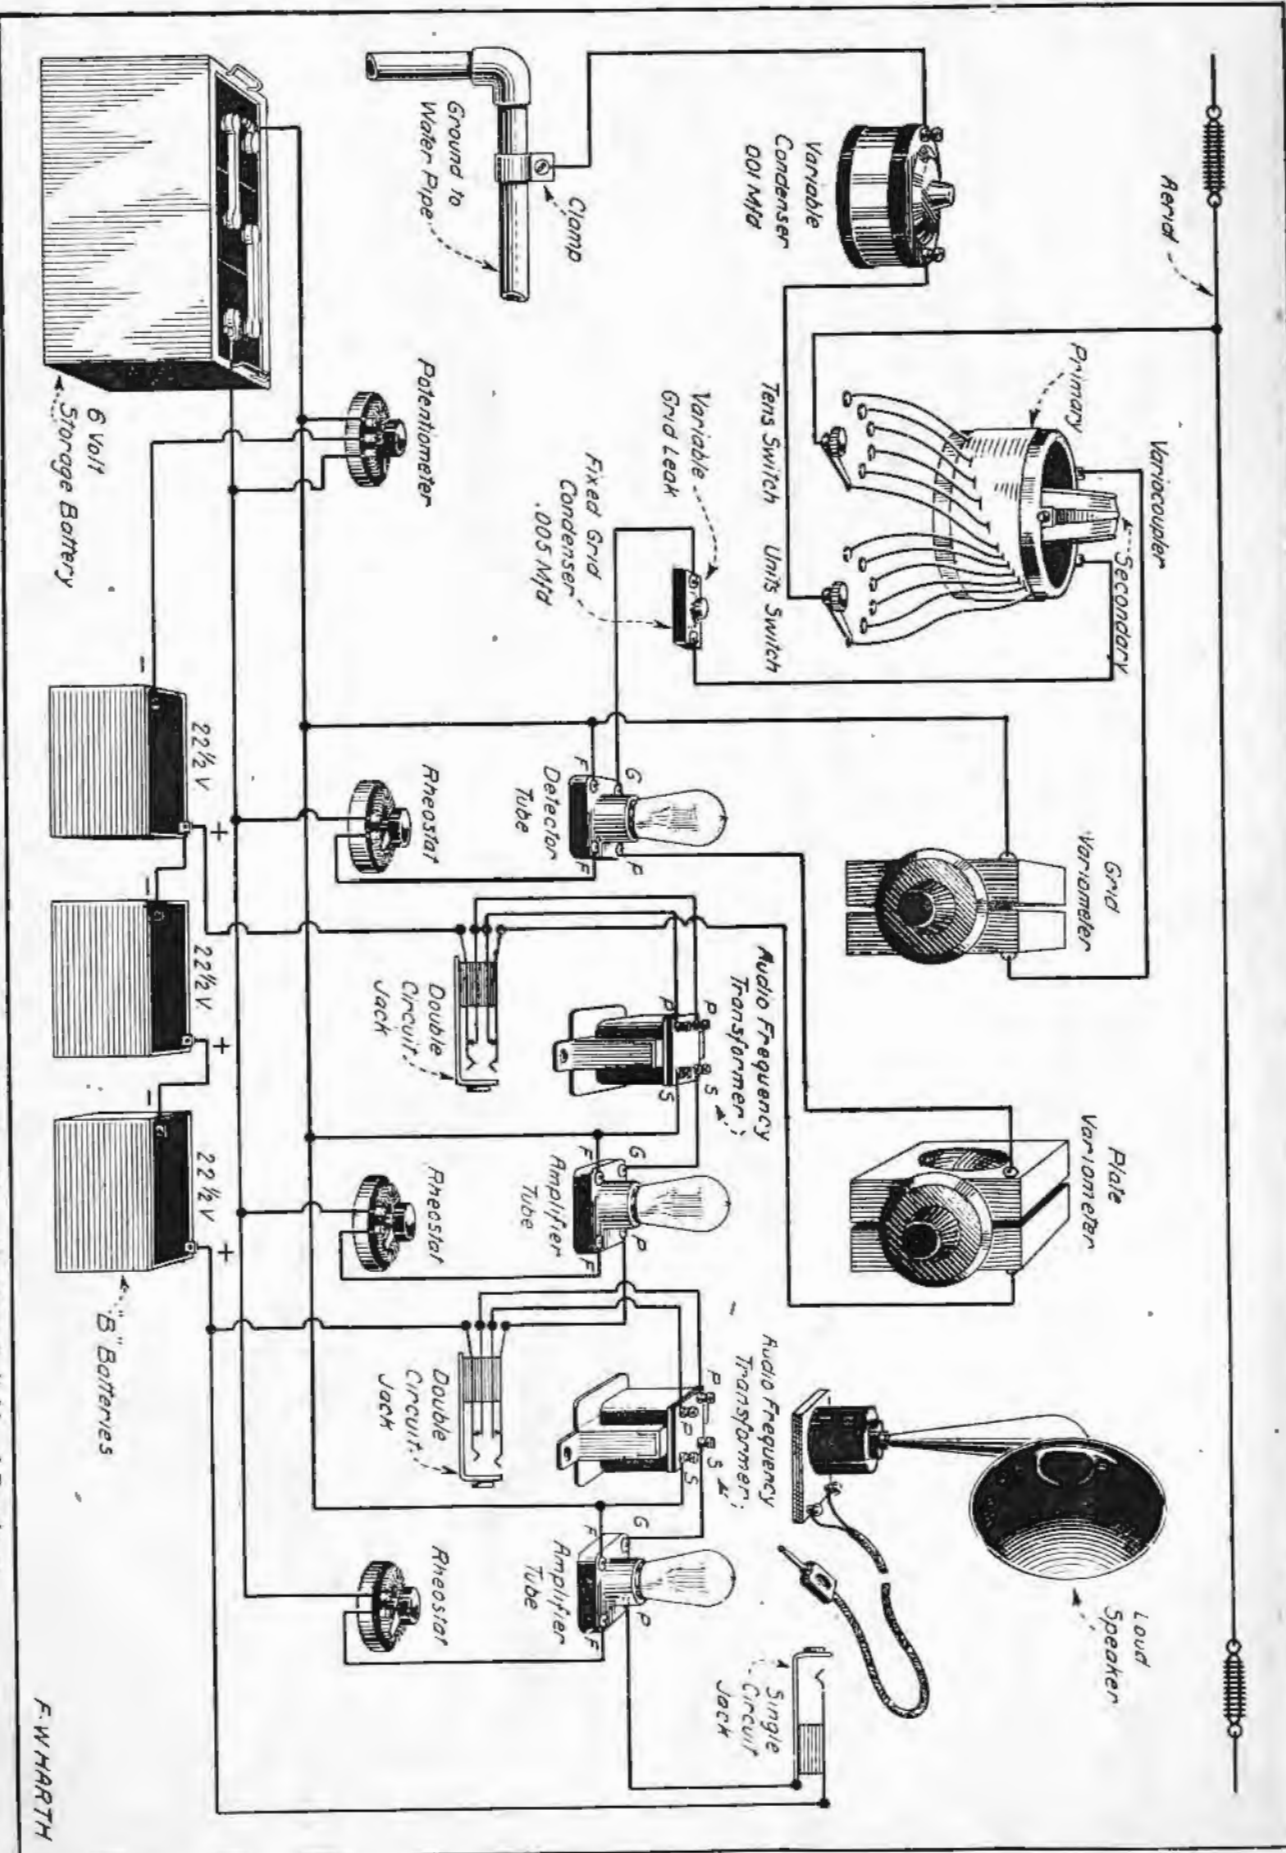 Aerial
Variable
Condenser
.001 Mfd
Primary
Variocoupler
Secondary
Tens Switch
Units Switch
Grid
Variometer
Plate
Variometer
Loud
Speaker
Clamp
Ground to
Water Pipe
Variable
Grid Leak
Fixed Grid
Condenser
.005 Mfd
G
F
P
F
Detector
Tube
Audio Frequency
Transformer
P
P
S
S
G
F
P
F
Amplifier
Tube
Audio Frequency
Transformer
P
P
S
S
G
F
P
F
Amplifier
Tube
Single
Circuit
Jack
Potentiometer
Rheostat
Double
Circuit
Jack
Rheostat
Double
Circuit
Jack
Rheostat
6 Volt
Storage Battery
- 22½ V +
- 22½ V. +
- 22½ V +
"B" Batteries
F. W HARTH